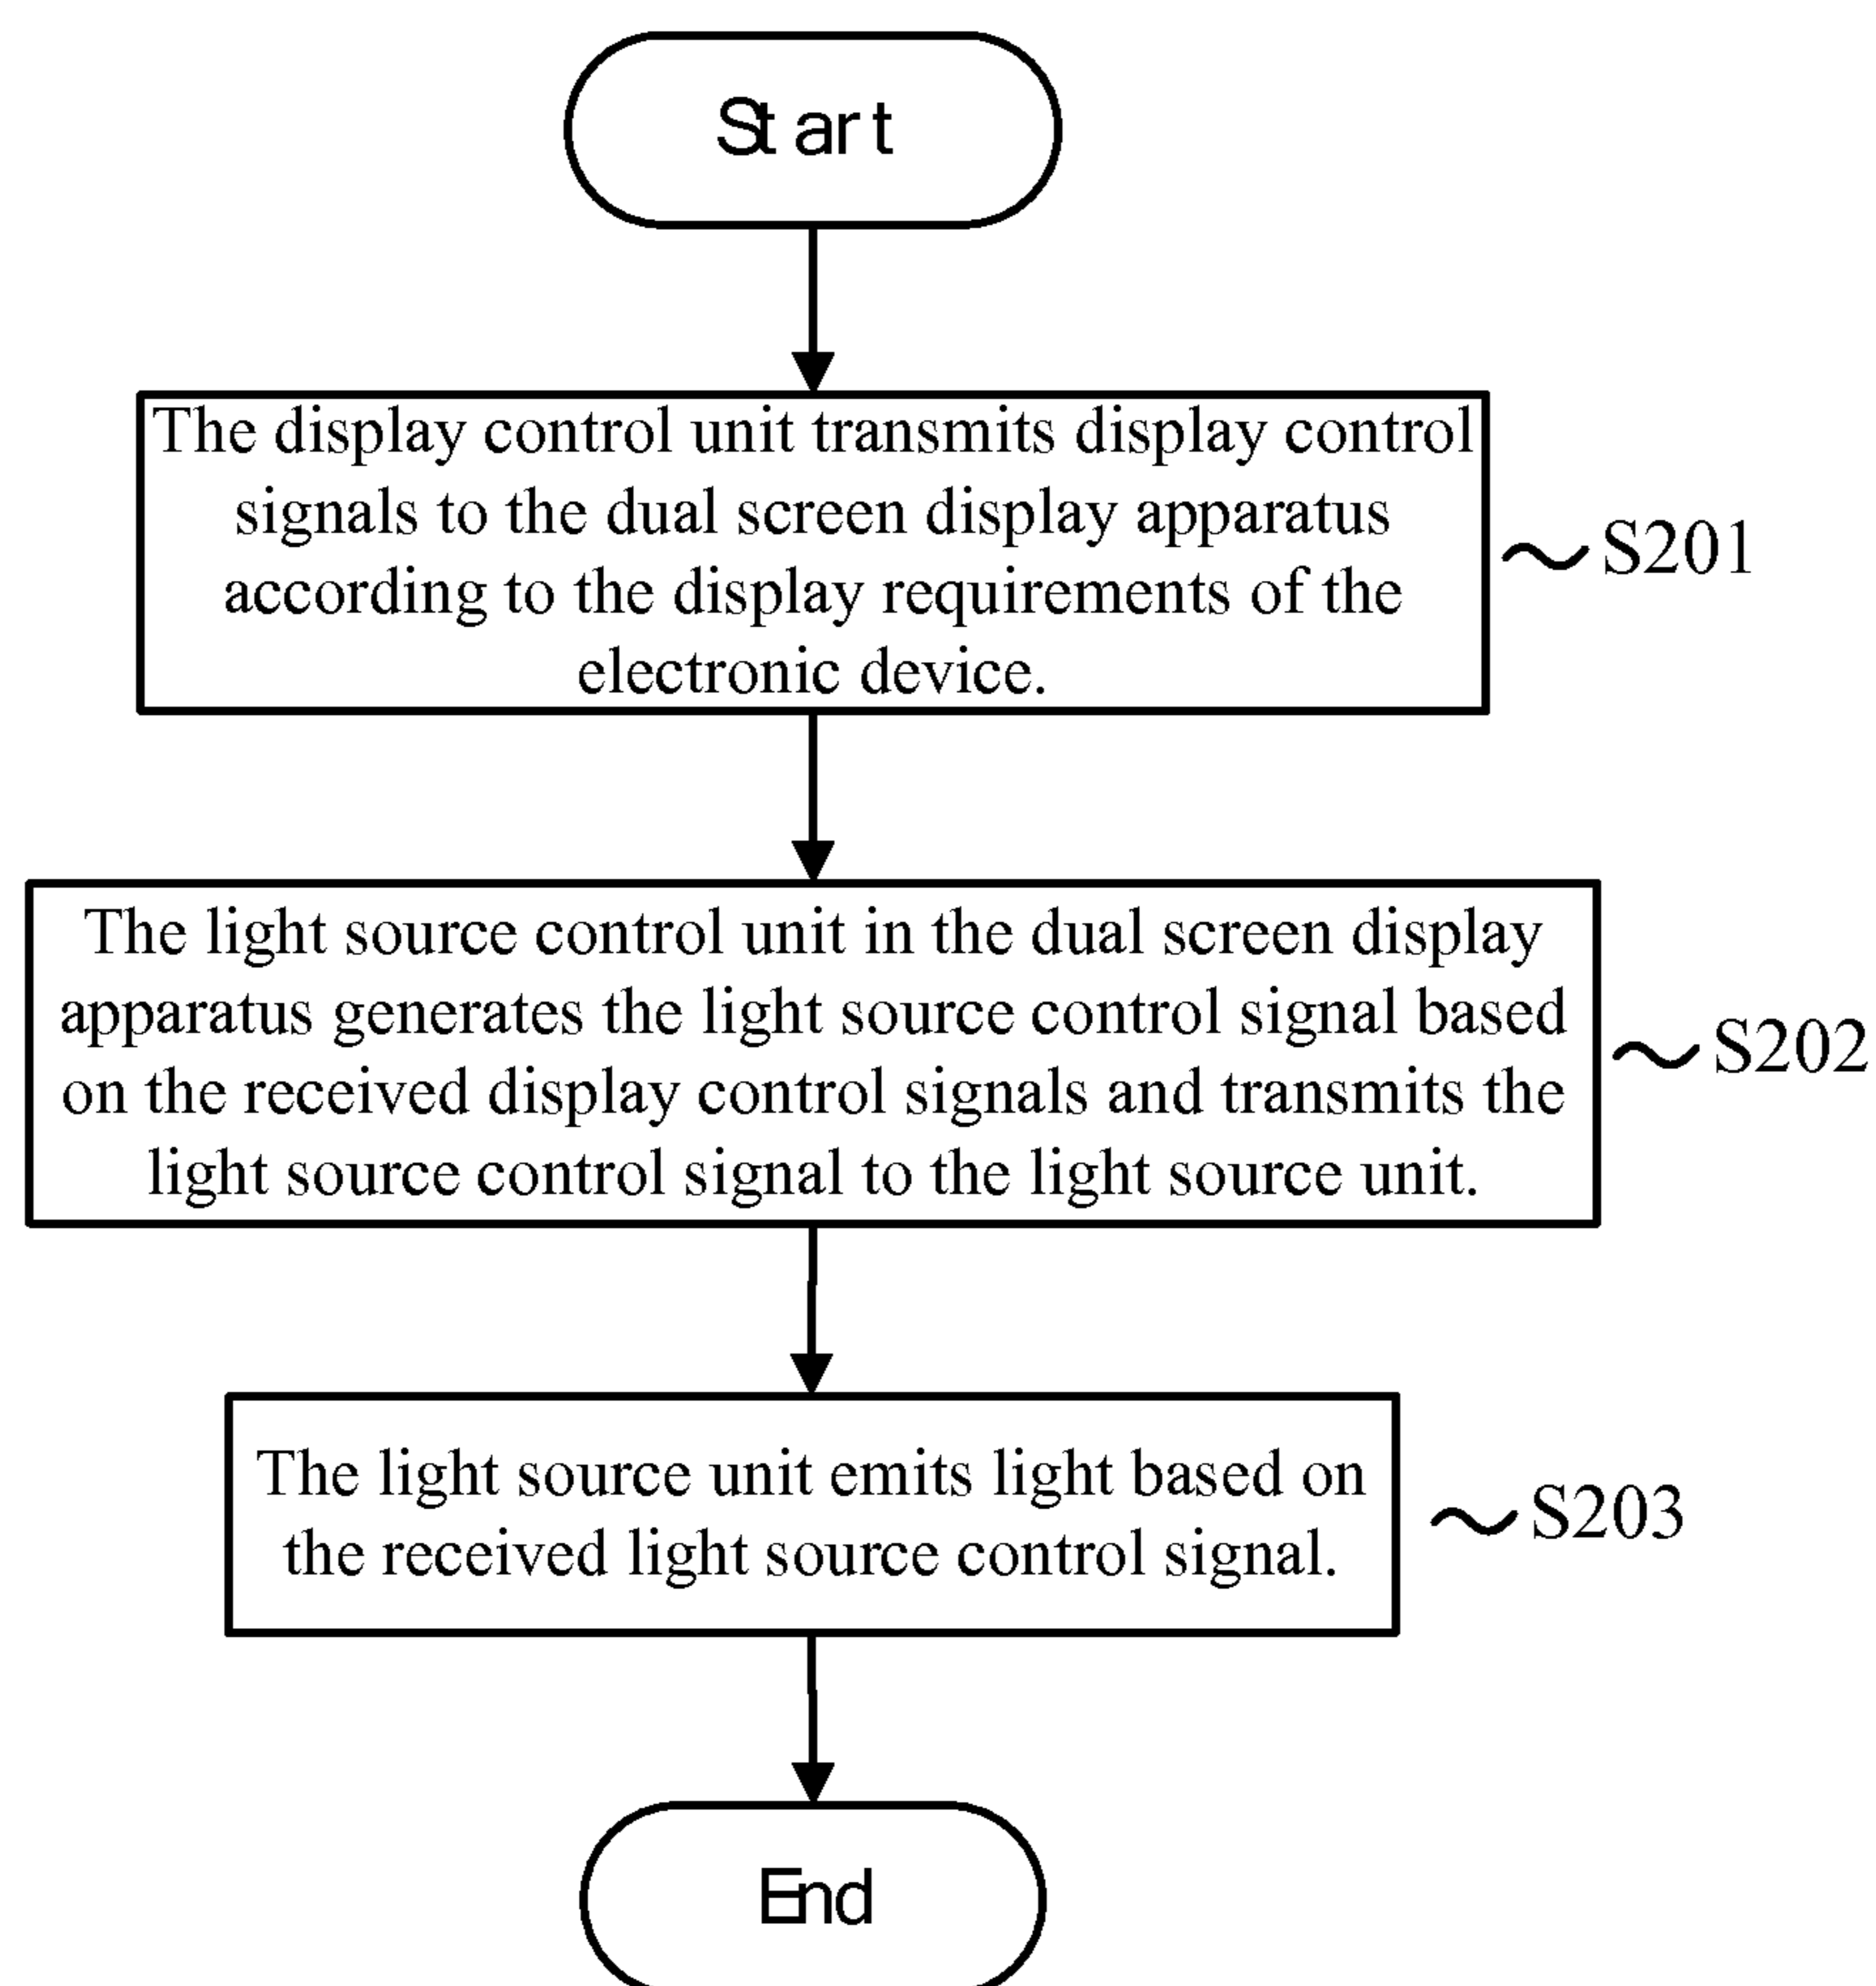 Start
The display control unit transmits display control
signals to the dual screen display apparatus
according to the display requirements of the
electronic device.
S201
The light source control unit in the dual screen display
apparatus generates the light source control signal based
on the received display control signals and transmits the
light source control signal to the light source unit.
S202
The light source unit emits light based on
the received light source control signal.
S203
End